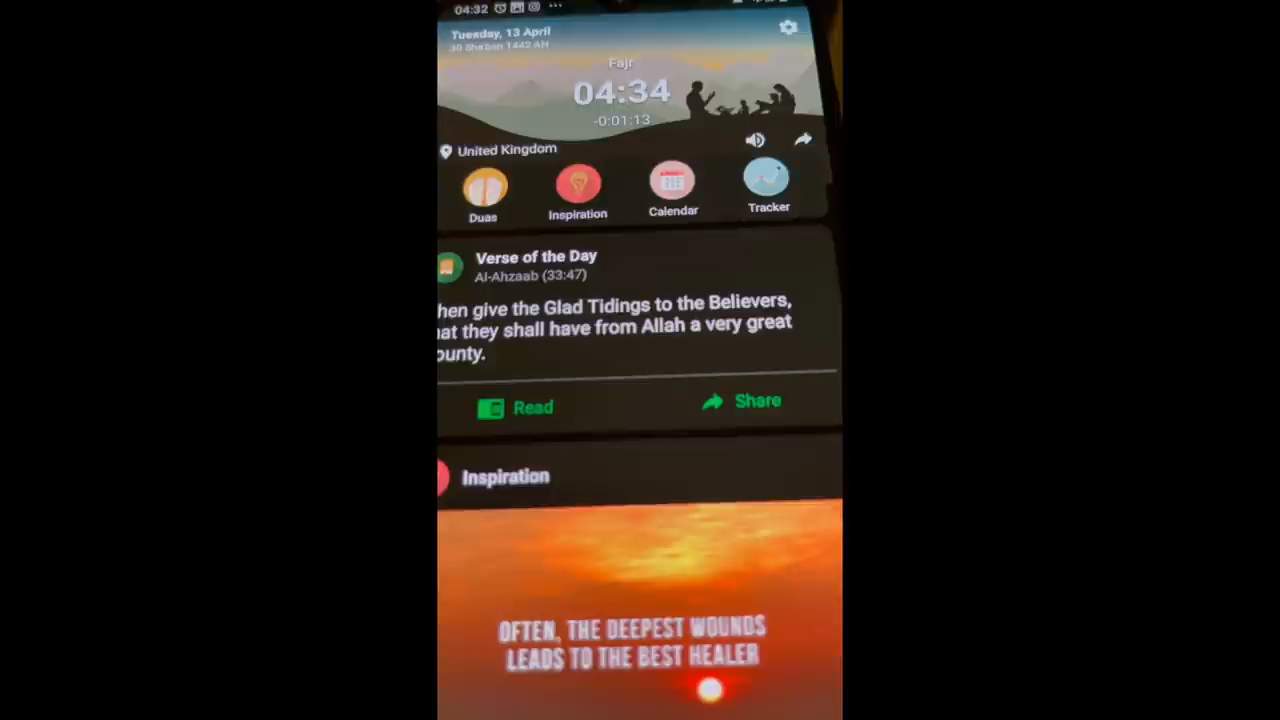 04:32
Tuesday, 13 April
30 Sha'ban 1442 AH
Fajr
04:34
-0:01:13
United Kingdom
Duas
Inspiration
Calendar
Tracker
Verse of the Day
Al-Ahzaab (33:47)
hen give the Glad Tidings to the Believers,
hat they shall have from Allah a very great
ounty.
Read
Share
Inspiration
OFTEN, THE DEEPEST WOUNDS
LEADS TO THE BEST HEALER